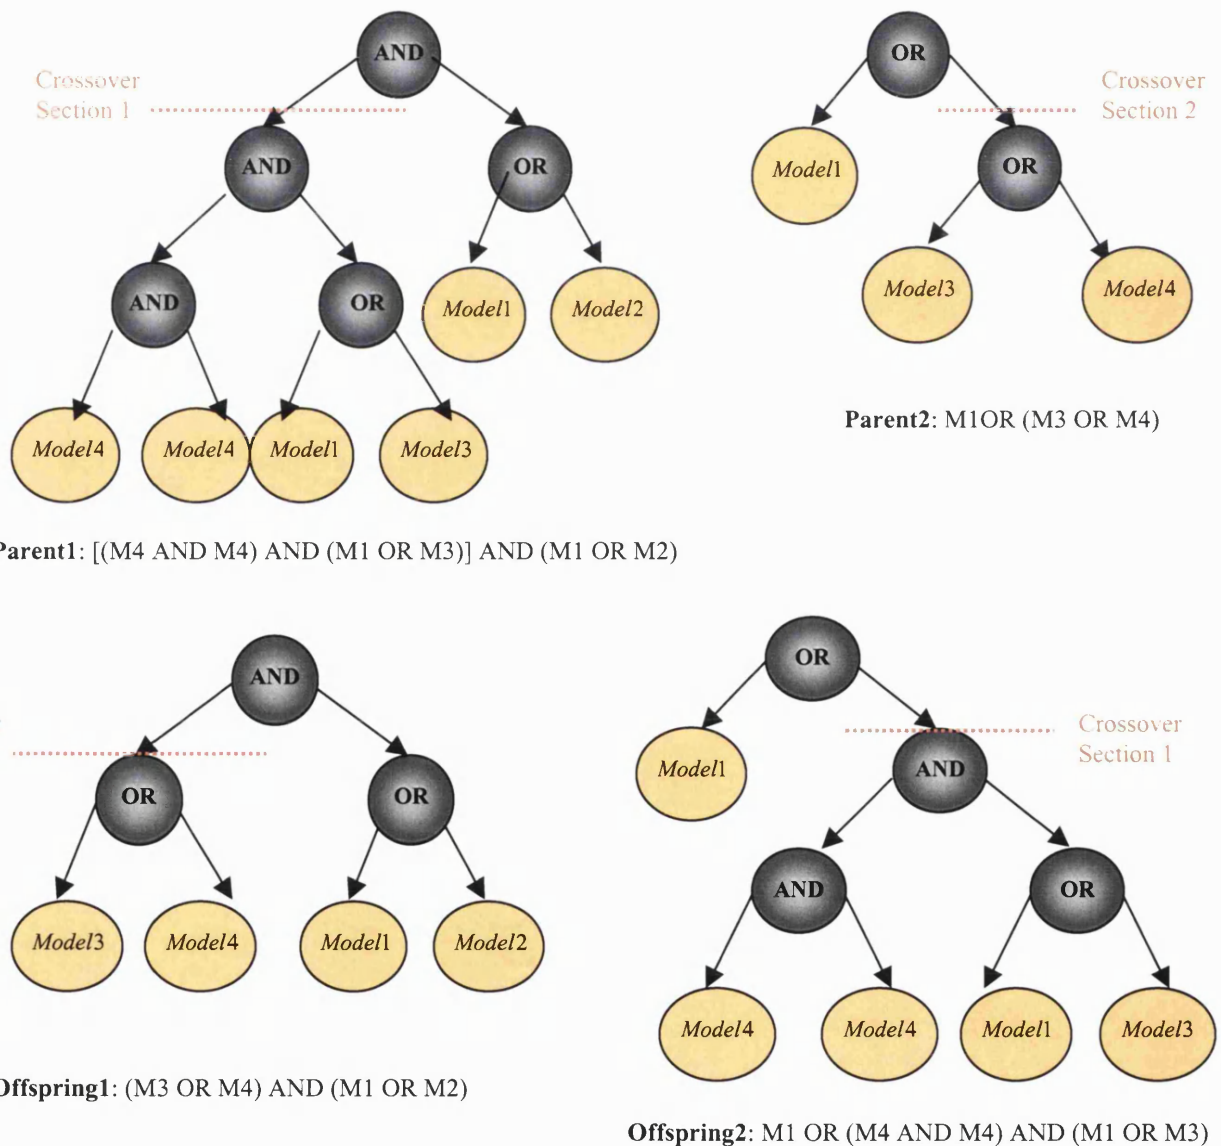 AND
OR
Crossover
Section 1
Crossover
Section 2
AND
OR
Model1
OR
AND
OR
Model1
Model2
Model3
Model4
Model4
Model4
Model1
Model3
Parent2: M1OR (M3 OR M4)
Parent1: [(M4 AND M4) AND (M1 OR M3)] AND (M1 OR M2)
AND
OR
Crossover
Section 1
OR
OR
Model1
AND
AND
OR
Model3
Model4
Model1
Model2
Model4
Model4
Model1
Model3
Offspring1: (M3 OR M4) AND (M1 OR M2)
Offspring2: M1 OR (M4 AND M4) AND (M1 OR M3)